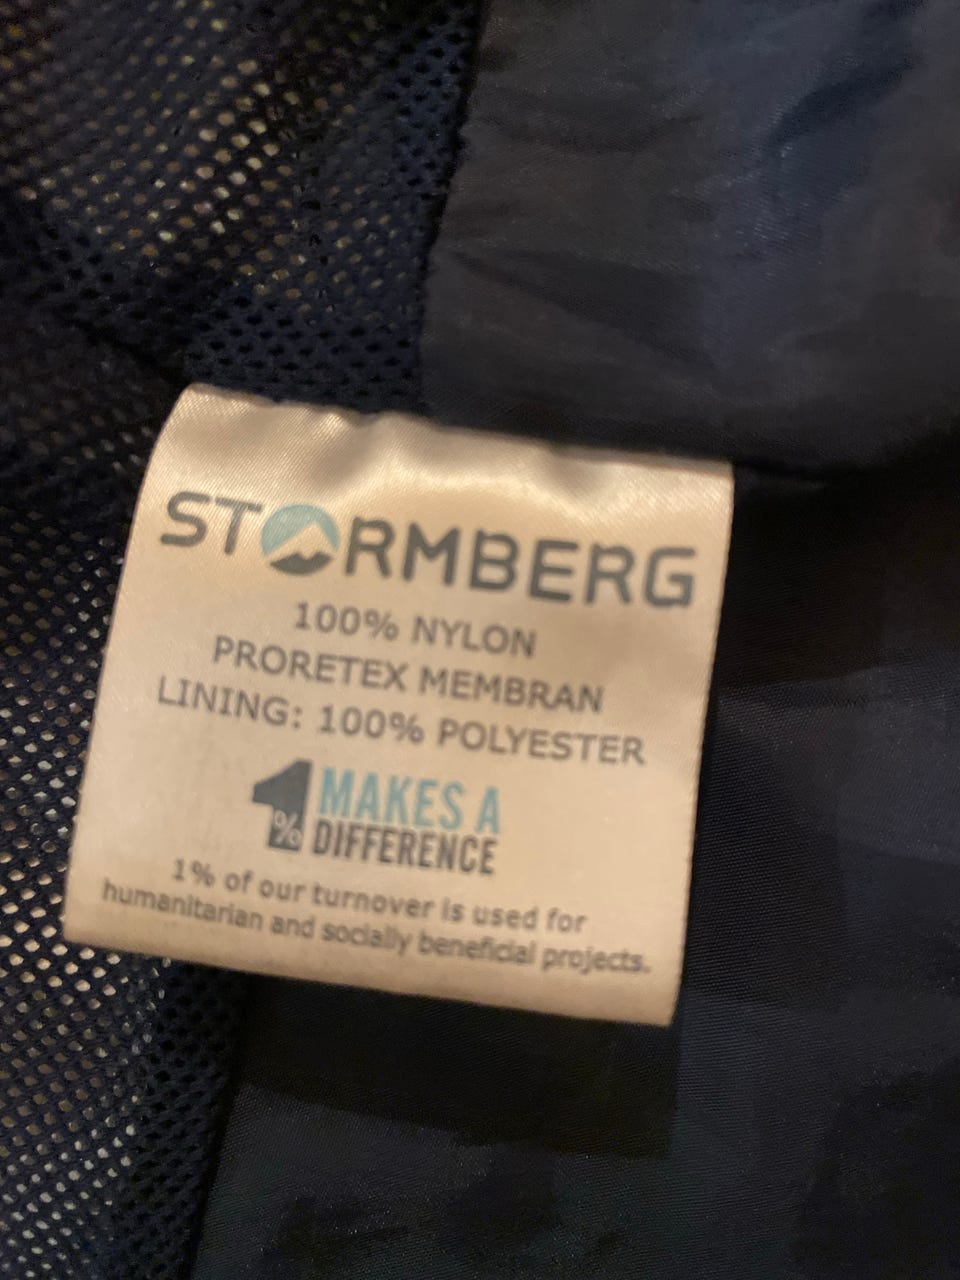 STORMBERG
100% NYLON
PRORETEX MEMBRAN
LINING: 100% POLYESTER
1% MAKES A
DIFFERENCE
1% of our turnover is used for
humanitarian and socially beneficial projects.